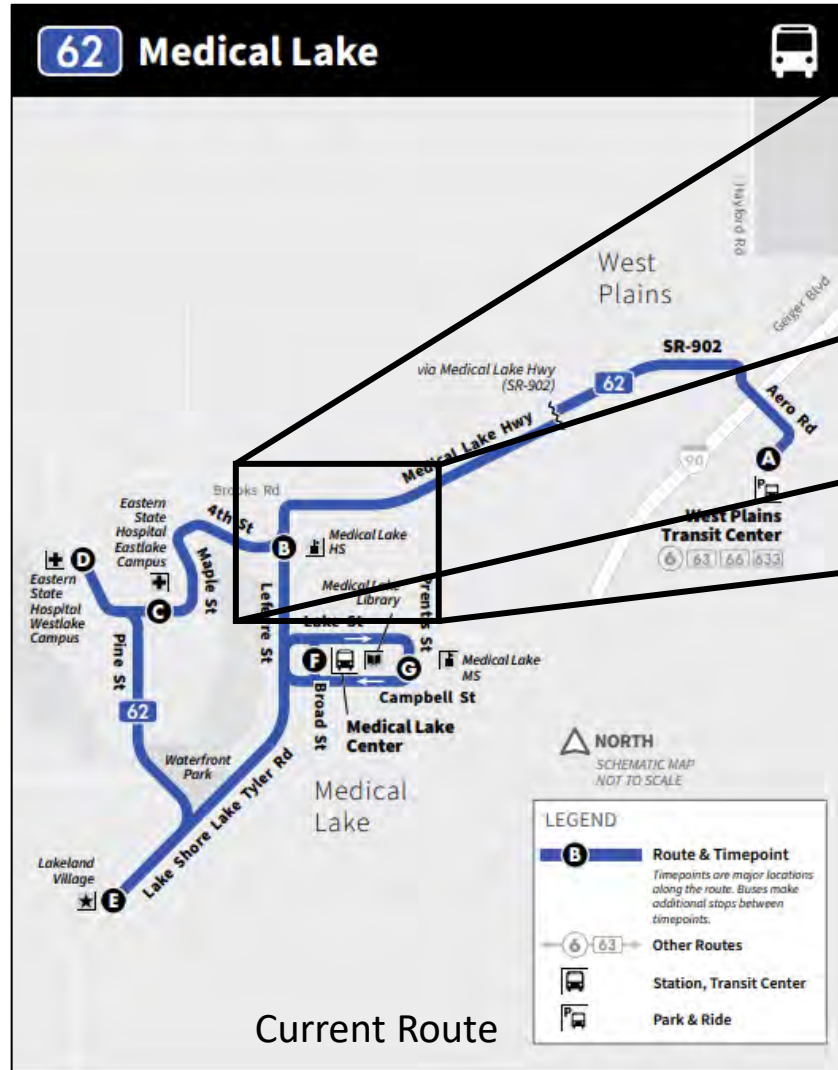 62 Medical Lake
Hayford Rd
West
Plains
Geiger Blvd
SR-902
via Medical Lake Hwy
(SR-902)
62
Aero Rd
Medical Lake Hwy
90
A
P
West Plains
Transit Center
6 63 66 633
Brooks Rd
4th St
Eastern
State
Hospital
Eastlake
Campus
B
Medical Lake
HS
D
Eastern
State
Hospital
Westlake
Campus
C
Maple St
Lefevre St
Medical Lake
Library
Prentis St
Lake St
F
G
Medical Lake
MS
Pine St
Broad St
Campbell St
62
Medical Lake
Center
Waterfront
Park
Lake Shore Lake Tyler Rd
Medical
Lake
NORTH
SCHEMATIC MAP
NOT TO SCALE
Lakeland
Village
E
LEGEND
B Route & Timepoint
Timepoints are major locations
along the route. Buses make
additional stops between
timepoints.
6 63 Other Routes
Station, Transit Center
P Park & Ride
Current Route